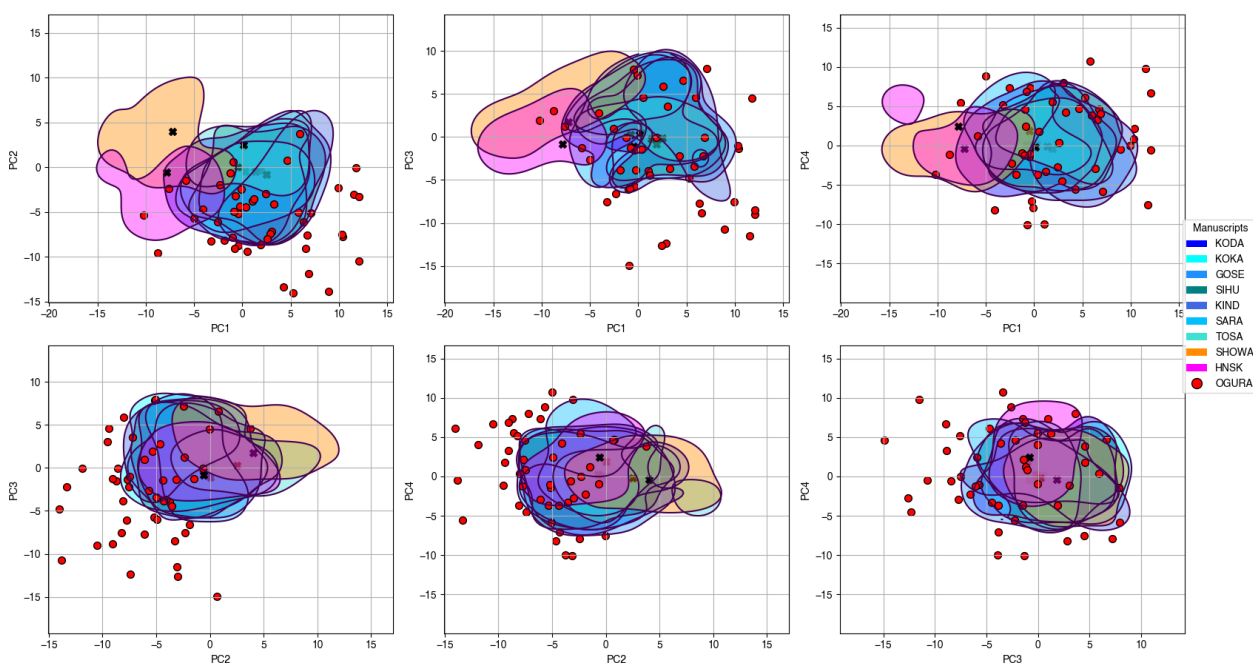 15
10
5
0
−5
−10
−15
PC2
−20 −15 −10 −5 0 5 10 15
PC1
10
5
0
−5
−10
−15
PC3
−20 −15 −10 −5 0 5 10 15
PC1
15
10
5
0
−5
−10
−15
PC4
−20 −15 −10 −5 0 5 10 15
PC1
Manuscripts
KODA
KOKA
GOSE
SIHU
KIND
SARA
TOSA
SHOWA
HNSK
OGURA
10
5
0
−5
−10
−15
PC3
−15 −10 −5 0 5 10 15
PC2
15
10
5
0
−5
−10
−15
PC4
−15 −10 −5 0 5 10 15
PC2
15
10
5
0
−5
−10
−15
PC4
−15 −10 −5 0 5 10
PC3